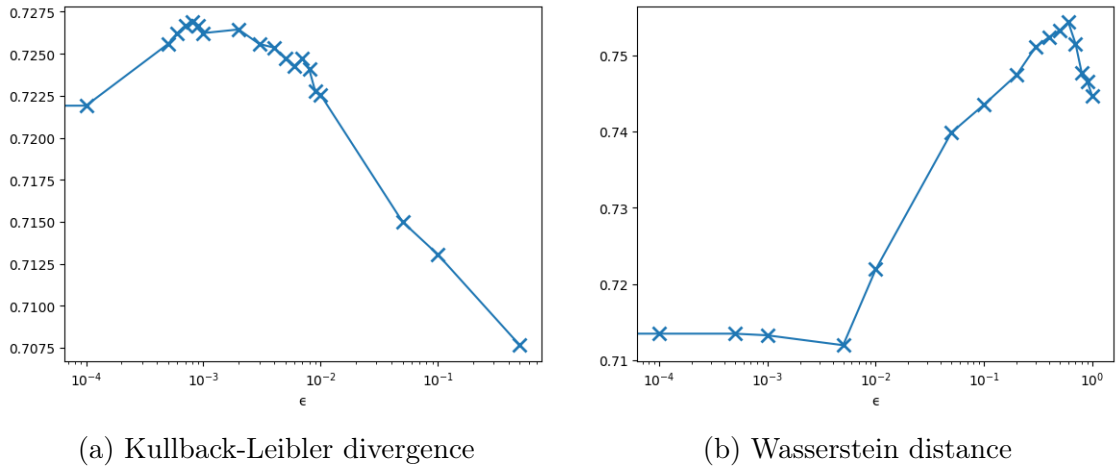 0.7275
0.7250
0.7225
0.7200
0.7175
0.7150
0.7125
0.7100
0.7075
10⁻⁴ 10⁻³ 10⁻² 10⁻¹
ϵ
(a) Kullback-Leibler divergence
0.75
0.74
0.73
0.72
0.71
10⁻⁴ 10⁻³ 10⁻² 10⁻¹ 10⁰
ϵ
(b) Wasserstein distance